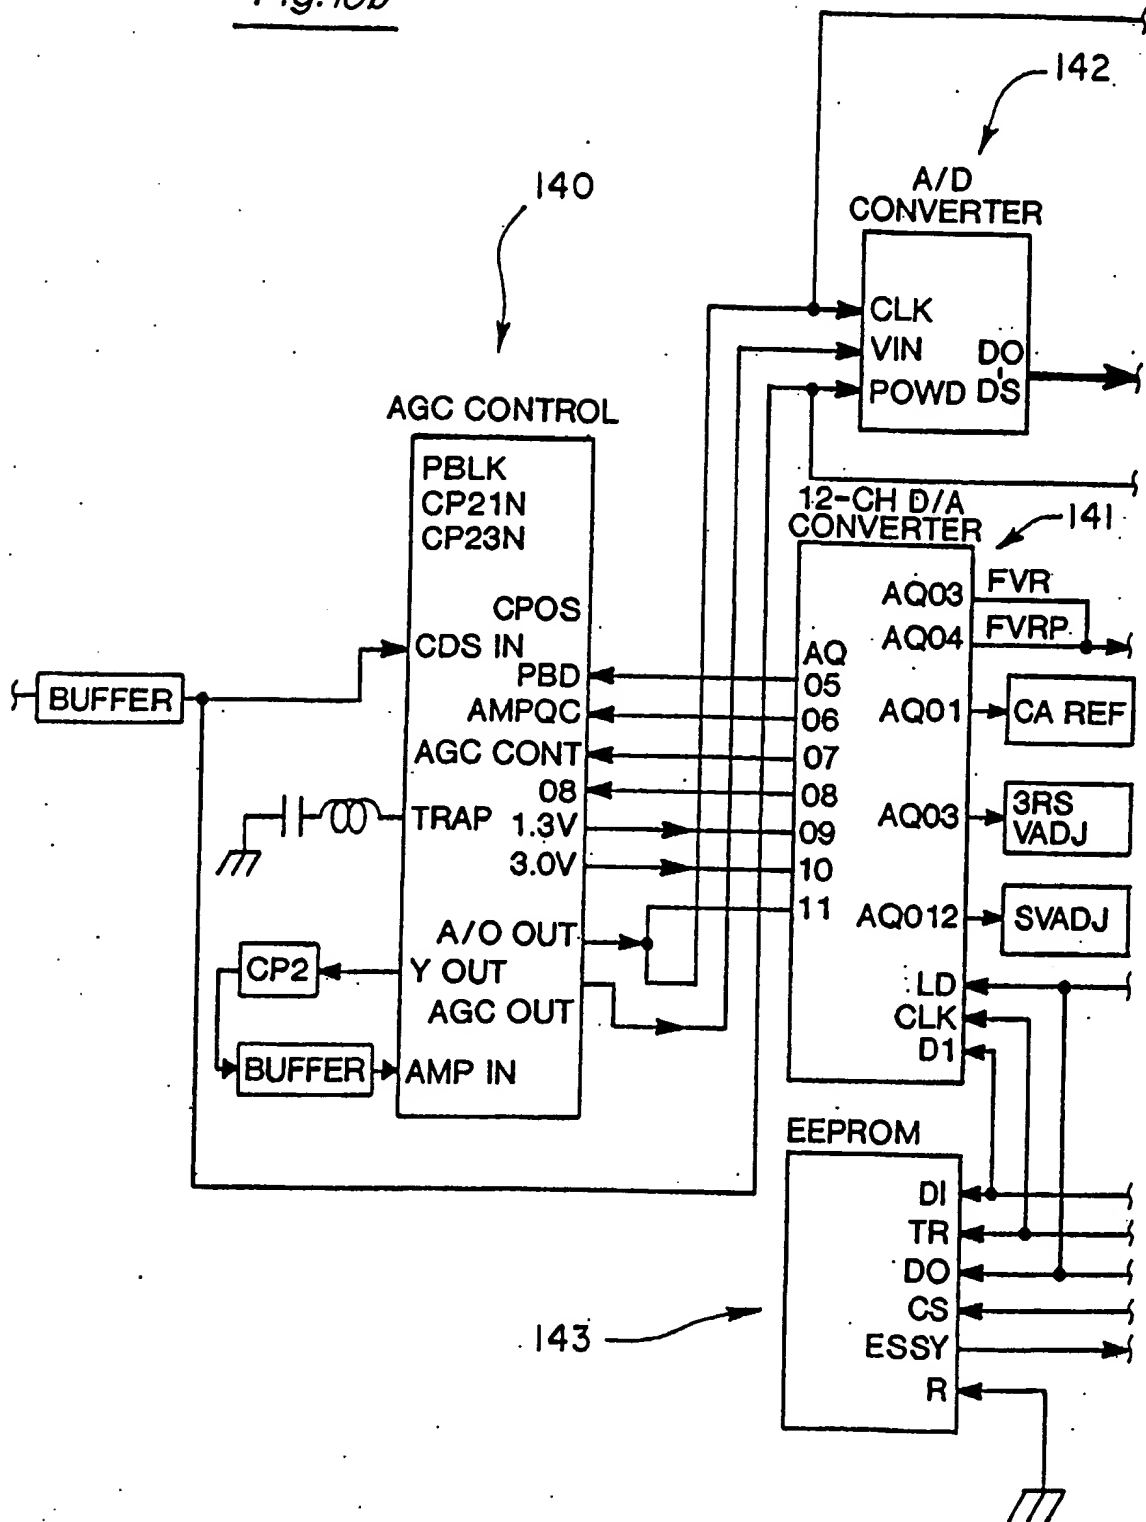 Fig. 10b
142
A/D
CONVERTER
140
CLK
VIN
DO
POWD
D'S
AGC CONTROL
PBLK
CP21N
CP23N
CPOS
CDS IN
PBD
AMPQC
AGC CONT
08
TRAP
1.3V
3.0V
A/O OUT
Y OUT
AGC OUT
AMP IN
BUFFER
CP2
BUFFER
12-CH D/A
CONVERTER
141
AQ03
FVR
AQ04
FVRP
AQ
05
06
07
08
09
10
11
AQ01
CA REF
AQ03
3RS
VADJ
AQ012
SVADJ
LD
CLK
D1
EEPROM
DI
TR
DO
CS
ESSY
R
143